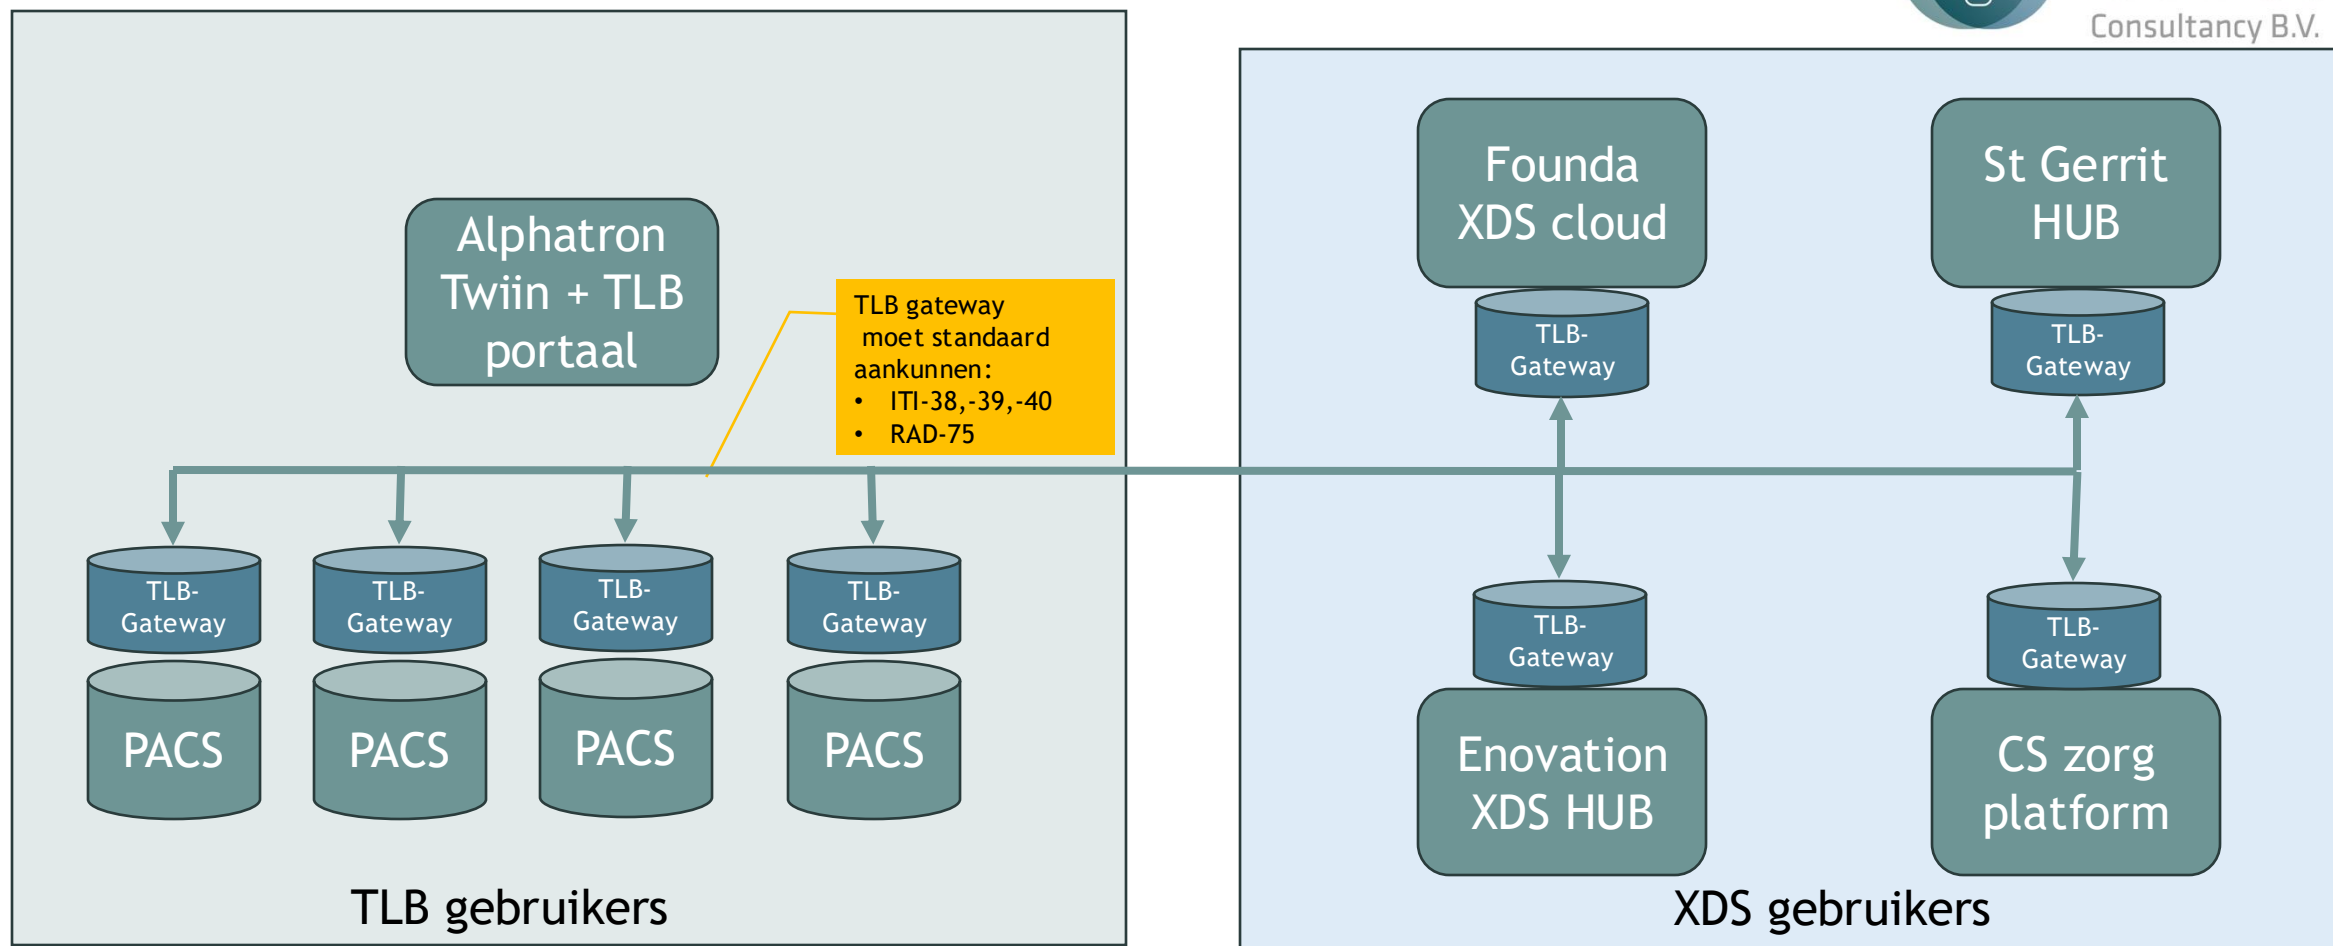 Consultancy B.V.
Alphatron
Twiin + TLB
portaal
TLB gateway
moet standaard
aankunnen:
• ITI-38,-39,-40
• RAD-75
TLB-
Gateway
TLB-
Gateway
TLB-
Gateway
TLB-
Gateway
PACS
PACS
PACS
PACS
TLB gebruikers
Founda
XDS cloud
St Gerrit
HUB
TLB-
Gateway
TLB-
Gateway
TLB-
Gateway
TLB-
Gateway
Enovation
XDS HUB
CS zorg
platform
XDS gebruikers